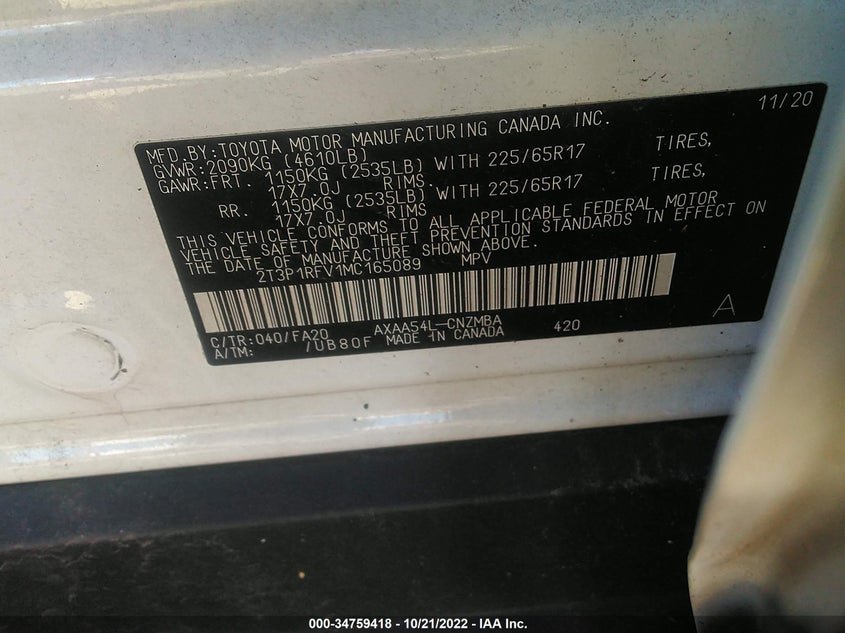 11/20
MFD.BY:TOYOTA MOTOR MANUFACTURING CANADA INC.
GVWR:2090KG (4610LB)
GAWR:FRT. 1150KG (2535LB) WITH 225/65R17 TIRES,
17X7.0J RIMS.
RR. 1150KG (2535LB) WITH 225/65R17 TIRES,
17X7.0J RIMS.
THIS VEHICLE CONFORMS TO ALL APPLICABLE FEDERAL MOTOR
VEHICLE SAFETY AND THEFT PREVENTION STANDARDS IN EFFECT ON
THE DATE OF MANUFACTURE SHOWN ABOVE.
2T3P1RFV1MC165089 MPV
A
C/TR:040/FA20 AXAA54L-CNZMBA 420
A/TM: /UB80F MADE IN CANADA
000-34759418 - 10/21/2022 - IAA Inc.